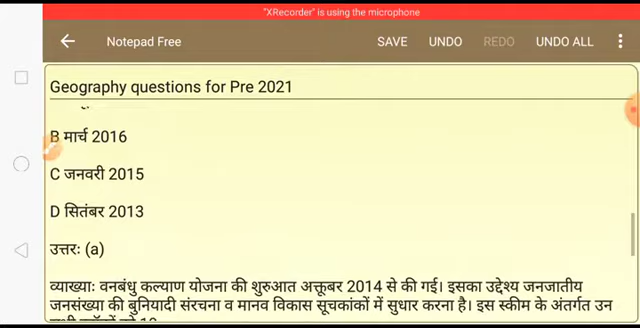 "XRecorder" is using the microphone
Notepad Free SAVE UNDO REDO UNDO ALL
Geography questions for Pre 2021
B मार्च 2016
C जनवरी 2015
D सितंबर 2013
उत्तरः (a)
व्याख्याः वनबंधु कल्याण योजना की शुरुआत अक्तूबर 2014 से की गई। इसका उद्देश्य जनजातीय
जनसंख्या की बुनियादी संरचना व मानव विकास सूचकांकों में सुधार करना है। इस स्कीम के अंतर्गत उन